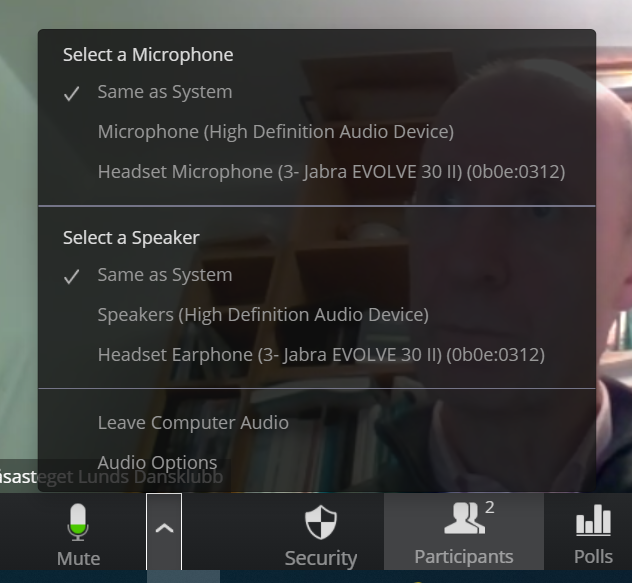 Select a Microphone
Same as System
Microphone (High Definition Audio Device)
Headset Microphone (3- Jabra EVOLVE 30 II) (0b0e:0312)
Select a Speaker
Same as System
Speakers (High Definition Audio Device)
Headset Earphone (3- Jabra EVOLVE 30 II) (0b0e:0312)
Leave Computer Audio
Audio Options
get Lunds Dansklubb
2
Mute
Security
Participants
Polls